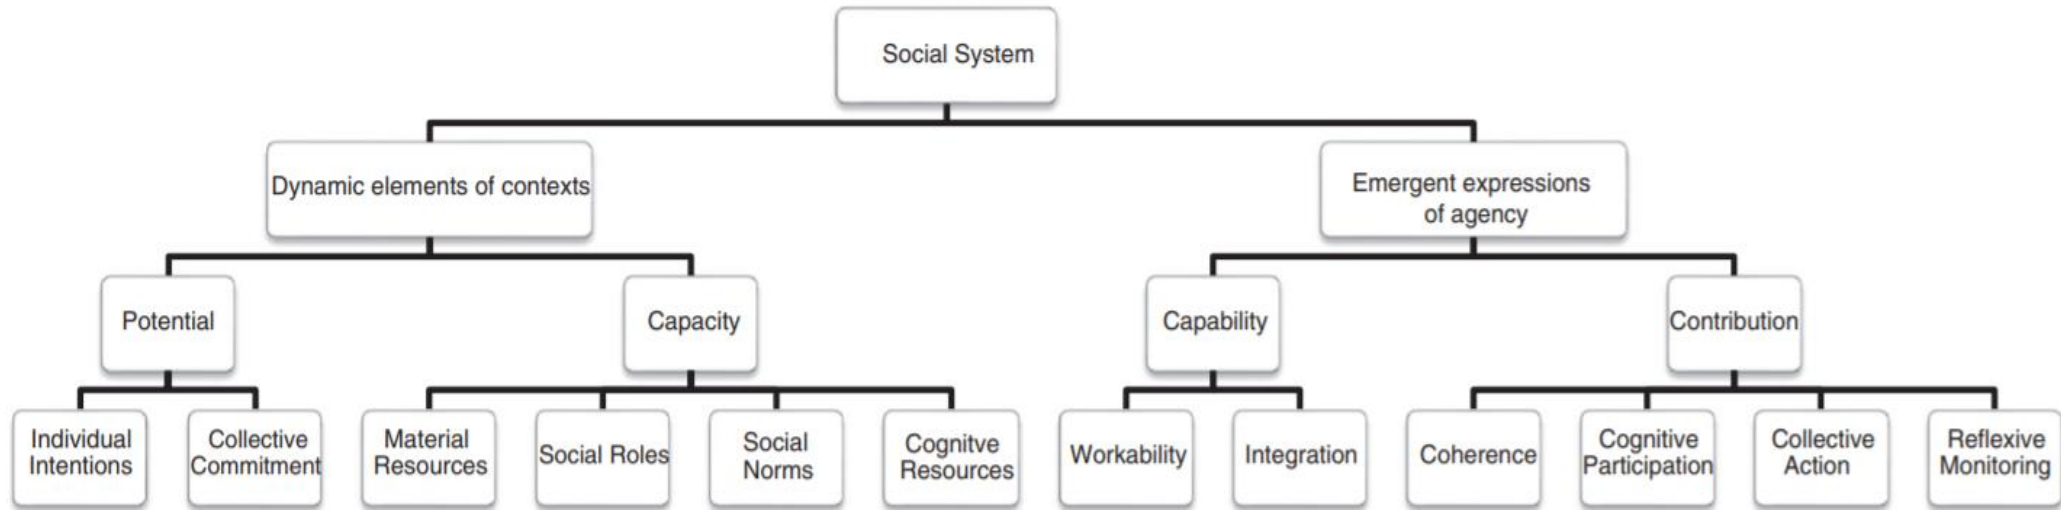 Social System
Dynamic elements of contexts
Emergent expressions
of agency
Potential
Capacity
Capability
Contribution
Individual
Intentions
Collective
Commitment
Material
Resources
Social Roles
Social
Norms
Cognitve
Resources
Workability
Integration
Coherence
Cognitive
Participation
Collective
Action
Reflexive
Monitoring